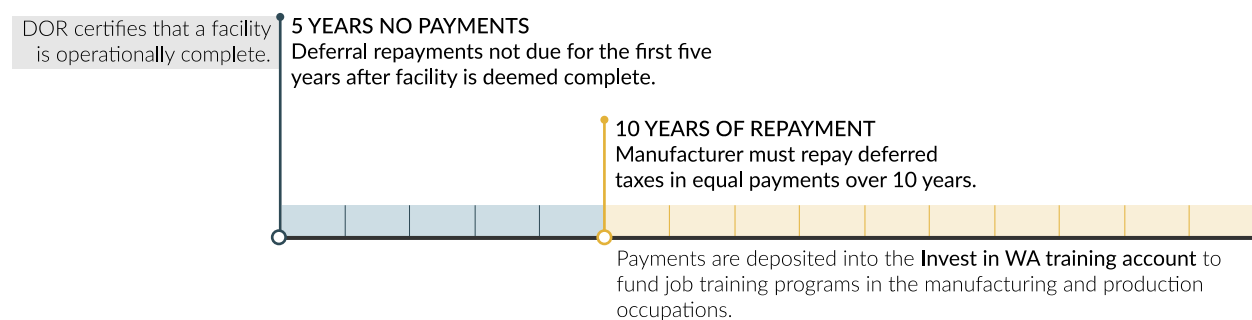 DOR certifies that a facility
is operationally complete.
5 YEARS NO PAYMENTS
Deferral repayments not due for the first five
years after facility is deemed complete.
10 YEARS OF REPAYMENT
Manufacturer must repay deferred
taxes in equal payments over 10 years.
Payments are deposited into the Invest in WA training account to
fund job training programs in the manufacturing and production
occupations.